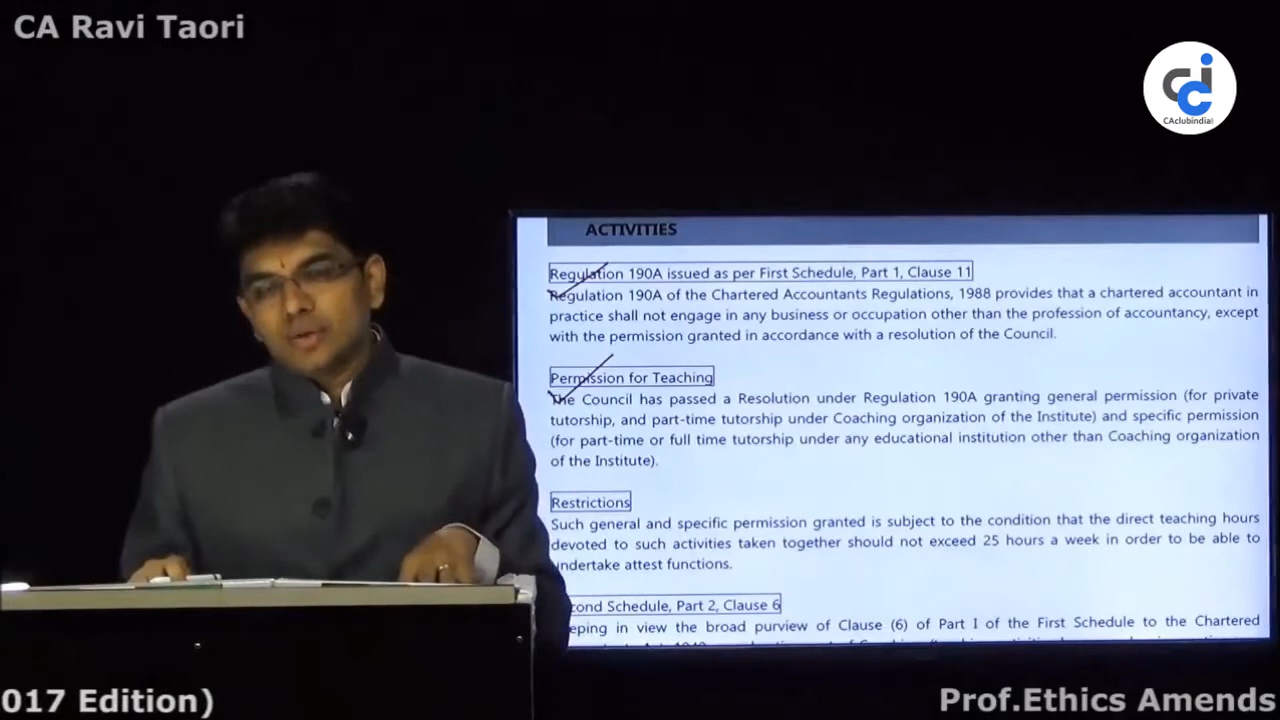 CA Ravi Taori
CAclubindia
ACTIVITIES
Regulation 190A issued as per First Schedule, Part 1, Clause 11
Regulation 190A of the Chartered Accountants Regulations, 1988 provides that a chartered accountant in
practice shall not engage in any business or occupation other than the profession of accountancy, except
with the permission granted in accordance with a resolution of the Council.
Permission for Teaching
The Council has passed a Resolution under Regulation 190A granting general permission (for private
tutorship, and part-time tutorship under Coaching organization of the Institute) and specific permission
(for part-time or full time tutorship under any educational institution other than Coaching organization
of the Institute).
Restrictions
Such general and specific permission granted is subject to the condition that the direct teaching hours
devoted to such activities taken together should not exceed 25 hours a week in order to be able to
undertake attest functions.
cond Schedule, Part 2, Clause 6
eping in view the broad purview of Clause (6) of Part I of the First Schedule to the Chartered
017 Edition)
Prof.Ethics Amends